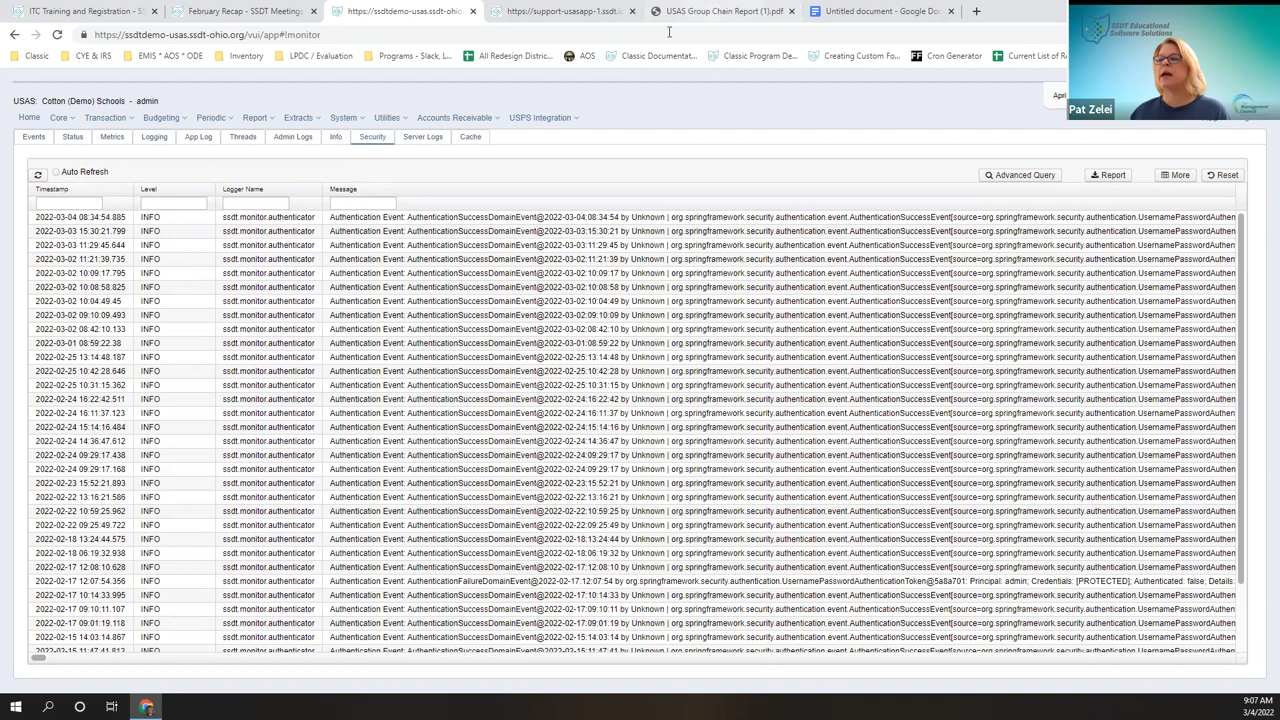 ITC Training and Registration - SSDT
February Recap - SSDT Meetings
https://ssdtdemo-usas.ssdt-ohio
https://support-usasapp-1.ssdt.ic
USAS Group Chain Report (1).pdf
Untitled document - Google Doc
https://ssdtdemo-usas.ssdt-ohio.org/vui/app#!monitor
Classic CYE & IRS EMIS * AOS * ODE Inventory LPDC / Evaluation Programs - Slack, L... All Redesign District... AOS Classic Documentat... Classic Program De... Creating Custom Fo... Cron Generator Current List of Re
SSDT Educational
Software Solutions
Management
Council
Pat Zelei
USAS: Cotton (Demo) Schools - admin
Home Core Transaction Budgeting Periodic Report Extracts System Utilities Accounts Receivable USPS Integration
Events Status Metrics Logging App Log Threads Admin Logs Info Security Server Logs Cache
Auto Refresh
Advanced Query Report More Reset
Timestamp Level Logger Name Message
2022-03-04 08:34:54.885 INFO ssdt.monitor.authenticator Authentication Event: AuthenticationSuccessDomainEvent@2022-03-04:08:34:54 by Unknown | org.springframework.security.authentication.event.AuthenticationSuccessEvent[source=org.springframework.security.authentication.UsernamePasswordAuthen
2022-03-03 15:30:21.799 INFO ssdt.monitor.authenticator Authentication Event: AuthenticationSuccessDomainEvent@2022-03-03:15:30:21 by Unknown | org.springframework.security.authentication.event.AuthenticationSuccessEvent[source=org.springframework.security.authentication.UsernamePasswordAuthen
2022-03-03 11:29:45.644 INFO ssdt.monitor.authenticator Authentication Event: AuthenticationSuccessDomainEvent@2022-03-03:11:29:45 by Unknown | org.springframework.security.authentication.event.AuthenticationSuccessEvent[source=org.springframework.security.authentication.UsernamePasswordAuthen
2022-03-02 11:21:39.735 INFO ssdt.monitor.authenticator Authentication Event: AuthenticationSuccessDomainEvent@2022-03-02:11:21:39 by Unknown | org.springframework.security.authentication.event.AuthenticationSuccessEvent[source=org.springframework.security.authentication.UsernamePasswordAuthen
2022-03-02 10:09:17.795 INFO ssdt.monitor.authenticator Authentication Event: AuthenticationSuccessDomainEvent@2022-03-02:10:09:17 by Unknown | org.springframework.security.authentication.event.AuthenticationSuccessEvent[source=org.springframework.security.authentication.UsernamePasswordAuthen
2022-03-02 10:08:58.825 INFO ssdt.monitor.authenticator Authentication Event: AuthenticationSuccessDomainEvent@2022-03-02:10:08:58 by Unknown | org.springframework.security.authentication.event.AuthenticationSuccessEvent[source=org.springframework.security.authentication.UsernamePasswordAuthen
2022-03-02 10:04:49.45 INFO ssdt.monitor.authenticator Authentication Event: AuthenticationSuccessDomainEvent@2022-03-02:10:04:49 by Unknown | org.springframework.security.authentication.event.AuthenticationSuccessEvent[source=org.springframework.security.authentication.UsernamePasswordAuthen
2022-03-02 09:10:09.493 INFO ssdt.monitor.authenticator Authentication Event: AuthenticationSuccessDomainEvent@2022-03-02:09:10:09 by Unknown | org.springframework.security.authentication.event.AuthenticationSuccessEvent[source=org.springframework.security.authentication.UsernamePasswordAuthen
2022-03-02 08:42:10.133 INFO ssdt.monitor.authenticator Authentication Event: AuthenticationSuccessDomainEvent@2022-03-02:08:42:10 by Unknown | org.springframework.security.authentication.event.AuthenticationSuccessEvent[source=org.springframework.security.authentication.UsernamePasswordAuthen
2022-03-01 08:59:22.38 INFO ssdt.monitor.authenticator Authentication Event: AuthenticationSuccessDomainEvent@2022-03-01:08:59:22 by Unknown | org.springframework.security.authentication.event.AuthenticationSuccessEvent[source=org.springframework.security.authentication.UsernamePasswordAuthen
2022-02-25 13:14:48.187 INFO ssdt.monitor.authenticator Authentication Event: AuthenticationSuccessDomainEvent@2022-02-25:13:14:48 by Unknown | org.springframework.security.authentication.event.AuthenticationSuccessEvent[source=org.springframework.security.authentication.UsernamePasswordAuthen
2022-02-25 10:42:28.646 INFO ssdt.monitor.authenticator Authentication Event: AuthenticationSuccessDomainEvent@2022-02-25:10:42:28 by Unknown | org.springframework.security.authentication.event.AuthenticationSuccessEvent[source=org.springframework.security.authentication.UsernamePasswordAuthen
2022-02-25 10:31:15.362 INFO ssdt.monitor.authenticator Authentication Event: AuthenticationSuccessDomainEvent@2022-02-25:10:31:15 by Unknown | org.springframework.security.authentication.event.AuthenticationSuccessEvent[source=org.springframework.security.authentication.UsernamePasswordAuthen
2022-02-24 16:22:42.511 INFO ssdt.monitor.authenticator Authentication Event: AuthenticationSuccessDomainEvent@2022-02-24:16:22:42 by Unknown | org.springframework.security.authentication.event.AuthenticationSuccessEvent[source=org.springframework.security.authentication.UsernamePasswordAuthen
2022-02-24 16:11:37.123 INFO ssdt.monitor.authenticator Authentication Event: AuthenticationSuccessDomainEvent@2022-02-24:16:11:37 by Unknown | org.springframework.security.authentication.event.AuthenticationSuccessEvent[source=org.springframework.security.authentication.UsernamePasswordAuthen
2022-02-24 15:14:16.484 INFO ssdt.monitor.authenticator Authentication Event: AuthenticationSuccessDomainEvent@2022-02-24:15:14:16 by Unknown | org.springframework.security.authentication.event.AuthenticationSuccessEvent[source=org.springframework.security.authentication.UsernamePasswordAuthen
2022-02-24 14:36:47.612 INFO ssdt.monitor.authenticator Authentication Event: AuthenticationSuccessDomainEvent@2022-02-24:14:36:47 by Unknown | org.springframework.security.authentication.event.AuthenticationSuccessEvent[source=org.springframework.security.authentication.UsernamePasswordAuthen
2022-02-24 09:29:17.438 INFO ssdt.monitor.authenticator Authentication Event: AuthenticationSuccessDomainEvent@2022-02-24:09:29:17 by Unknown | org.springframework.security.authentication.event.AuthenticationSuccessEvent[source=org.springframework.security.authentication.UsernamePasswordAuthen
2022-02-24 09:29:17.168 INFO ssdt.monitor.authenticator Authentication Event: AuthenticationSuccessDomainEvent@2022-02-24:09:29:17 by Unknown | org.springframework.security.authentication.event.AuthenticationSuccessEvent[source=org.springframework.security.authentication.UsernamePasswordAuthen
2022-02-23 15:52:21.893 INFO ssdt.monitor.authenticator Authentication Event: AuthenticationSuccessDomainEvent@2022-02-23:15:52:21 by Unknown | org.springframework.security.authentication.event.AuthenticationSuccessEvent[source=org.springframework.security.authentication.UsernamePasswordAuthen
2022-02-22 13:16:21.586 INFO ssdt.monitor.authenticator Authentication Event: AuthenticationSuccessDomainEvent@2022-02-22:13:16:21 by Unknown | org.springframework.security.authentication.event.AuthenticationSuccessEvent[source=org.springframework.security.authentication.UsernamePasswordAuthen
2022-02-22 10:59:25.962 INFO ssdt.monitor.authenticator Authentication Event: AuthenticationSuccessDomainEvent@2022-02-22:10:59:25 by Unknown | org.springframework.security.authentication.event.AuthenticationSuccessEvent[source=org.springframework.security.authentication.UsernamePasswordAuthen
2022-02-22 09:25:49.722 INFO ssdt.monitor.authenticator Authentication Event: AuthenticationSuccessDomainEvent@2022-02-22:09:25:49 by Unknown | org.springframework.security.authentication.event.AuthenticationSuccessEvent[source=org.springframework.security.authentication.UsernamePasswordAuthen
2022-02-18 13:24:44.575 INFO ssdt.monitor.authenticator Authentication Event: AuthenticationSuccessDomainEvent@2022-02-18:13:24:44 by Unknown | org.springframework.security.authentication.event.AuthenticationSuccessEvent[source=org.springframework.security.authentication.UsernamePasswordAuthen
2022-02-18 06:19:32.938 INFO ssdt.monitor.authenticator Authentication Event: AuthenticationSuccessDomainEvent@2022-02-18:06:19:32 by Unknown | org.springframework.security.authentication.event.AuthenticationSuccessEvent[source=org.springframework.security.authentication.UsernamePasswordAuthen
2022-02-17 12:08:10.628 INFO ssdt.monitor.authenticator Authentication Event: AuthenticationSuccessDomainEvent@2022-02-17:12:08:10 by Unknown | org.springframework.security.authentication.event.AuthenticationSuccessEvent[source=org.springframework.security.authentication.UsernamePasswordAuthen
2022-02-17 12:07:54.356 INFO ssdt.monitor.authenticator Authentication Event: AuthenticationFailureDomainEvent@2022-02-17:12:07:54 by org.springframework.security.authentication.UsernamePasswordAuthenticationToken@5a8a701: Principal: admin; Credentials: [PROTECTED]; Authenticated: false; Details:
2022-02-17 10:14:33.995 INFO ssdt.monitor.authenticator Authentication Event: AuthenticationSuccessDomainEvent@2022-02-17:10:14:33 by Unknown | org.springframework.security.authentication.event.AuthenticationSuccessEvent[source=org.springframework.security.authentication.UsernamePasswordAuthen
2022-02-17 09:10:11.107 INFO ssdt.monitor.authenticator Authentication Event: AuthenticationSuccessDomainEvent@2022-02-17:09:10:11 by Unknown | org.springframework.security.authentication.event.AuthenticationSuccessEvent[source=org.springframework.security.authentication.UsernamePasswordAuthen
2022-02-17 09:01:19.118 INFO ssdt.monitor.authenticator Authentication Event: AuthenticationSuccessDomainEvent@2022-02-17:09:01:19 by Unknown | org.springframework.security.authentication.event.AuthenticationSuccessEvent[source=org.springframework.security.authentication.UsernamePasswordAuthen
2022-02-15 14:03:14.867 INFO ssdt.monitor.authenticator Authentication Event: AuthenticationSuccessDomainEvent@2022-02-15:14:03:14 by Unknown | org.springframework.security.authentication.event.AuthenticationSuccessEvent[source=org.springframework.security.authentication.UsernamePasswordAuthen
2022-02-15 11:47:41.812 INFO ssdt.monitor.authenticator Authentication Event: AuthenticationSuccessDomainEvent@2022-02-15:11:47:41 by Unknown | org.springframework.security.authentication.event.AuthenticationSuccessEvent[source=org.springframework.security.authentication.UsernamePasswordAuthen
9:07 AM
3/4/2022